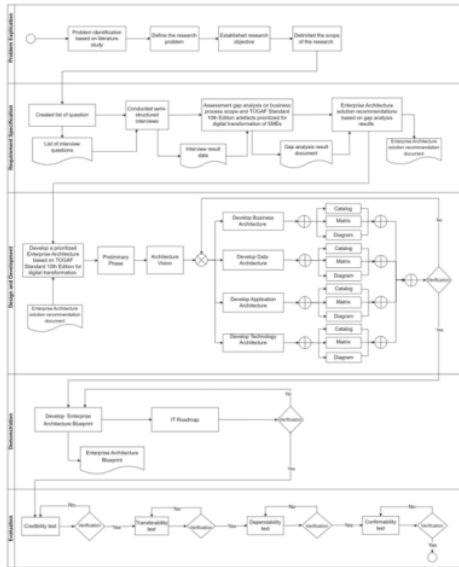 Problem Explication
Problem identification
based on literature
study
Define the research
problem
Established research
objective
Delimited the scope
of the research
Requirement Specification
Created list of question
List of interview
questions
Conducted semi-
structured
interviews
Interview result
data
Assessment gap analysis on business
process scope and TOGAF Standard
10th Edition artefacts prioritized for
digital transformation of SMEs
Gap analysis result
document
Enterprise Architecture
solution recommendations
based on gap analysis
results
Enterprise Architecture
solution recommendation
document
Design and Development
Develop a prioritized
Enterprise Architecture
based on TOGAF
Standard 10th Edition for
digital transformation.
Enterprise Architecture
solution recommendation
document
Preliminary
Phase
Architecture
Vision
Develop Business
Architecture
Catalog
Matrix
Diagram
Develop Data
Architecture
Catalog
Matrix
Diagram
Develop Application
Architecture
Catalog
Matrix
Diagram
Develop Technology
Architecture
Catalog
Matrix
Diagram
No
Verification
Yes
Demonstration
Develop Enterprise
Architecture Blueprint
Enterprise Architecture
Blueprint
IT Roadmap
No
Verification
Yes
Evaluation
Credibility test
No
Verification
Yes
Transferability
test
No
Verification
Yes
Dependability
test
No
Verification
Yes
Confirmability
test
No
Verification
Yes